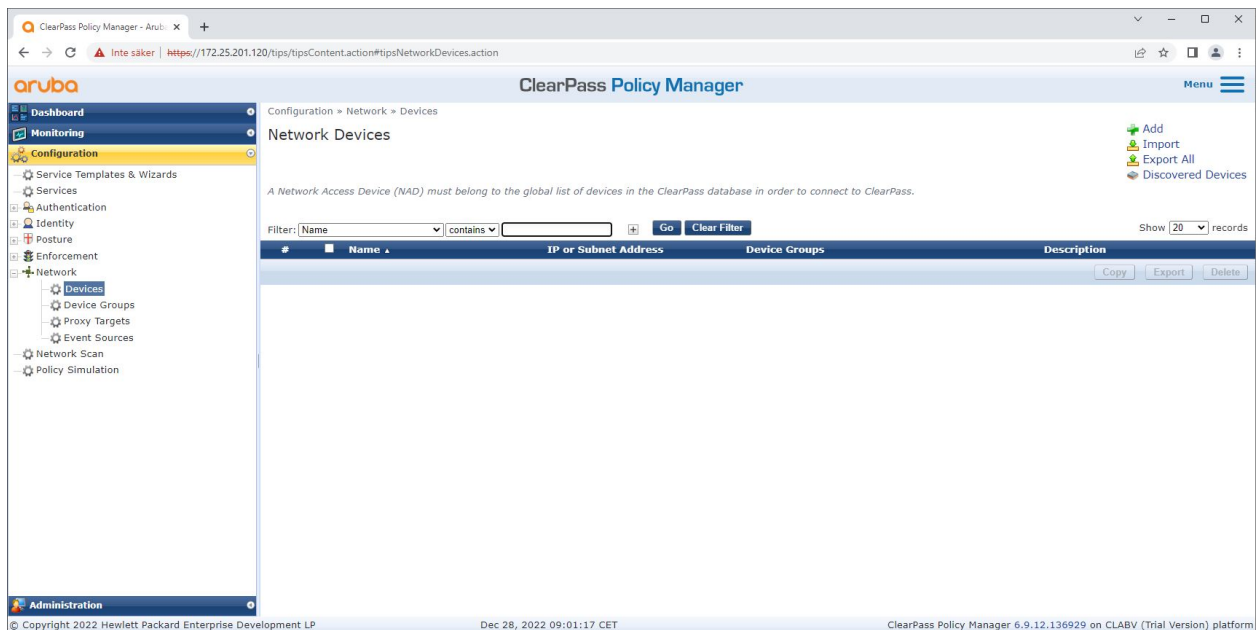 ClearPass Policy Manager - Arub
Inte säker | https://172.25.201.120/tips/tipsContent.action#tipsNetworkDevices.action
aruba
ClearPass Policy Manager
Menu
Dashboard
Monitoring
Configuration
Service Templates & Wizards
Services
Authentication
Identity
Posture
Enforcement
Network
Devices
Device Groups
Proxy Targets
Event Sources
Network Scan
Policy Simulation
Administration
Configuration » Network » Devices
Network Devices
Add
Import
Export All
Discovered Devices
A Network Access Device (NAD) must belong to the global list of devices in the ClearPass database in order to connect to ClearPass.
Filter: Name contains + Go Clear Filter Show 20 records
# Name IP or Subnet Address Device Groups Description
Copy Export Delete
© Copyright 2022 Hewlett Packard Enterprise Development LP Dec 28, 2022 09:01:17 CET ClearPass Policy Manager 6.9.12.136929 on CLABV (Trial Version) platform